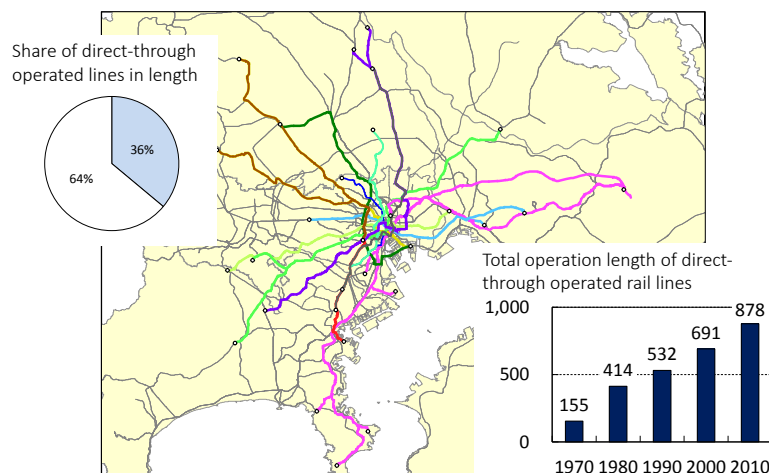 Share of direct-through
operated lines in length
36%
64%
Total operation length of direct-
through operated rail lines
1,000
878
691
532
500
414
155
0
1970 1980 1990 2000 2010